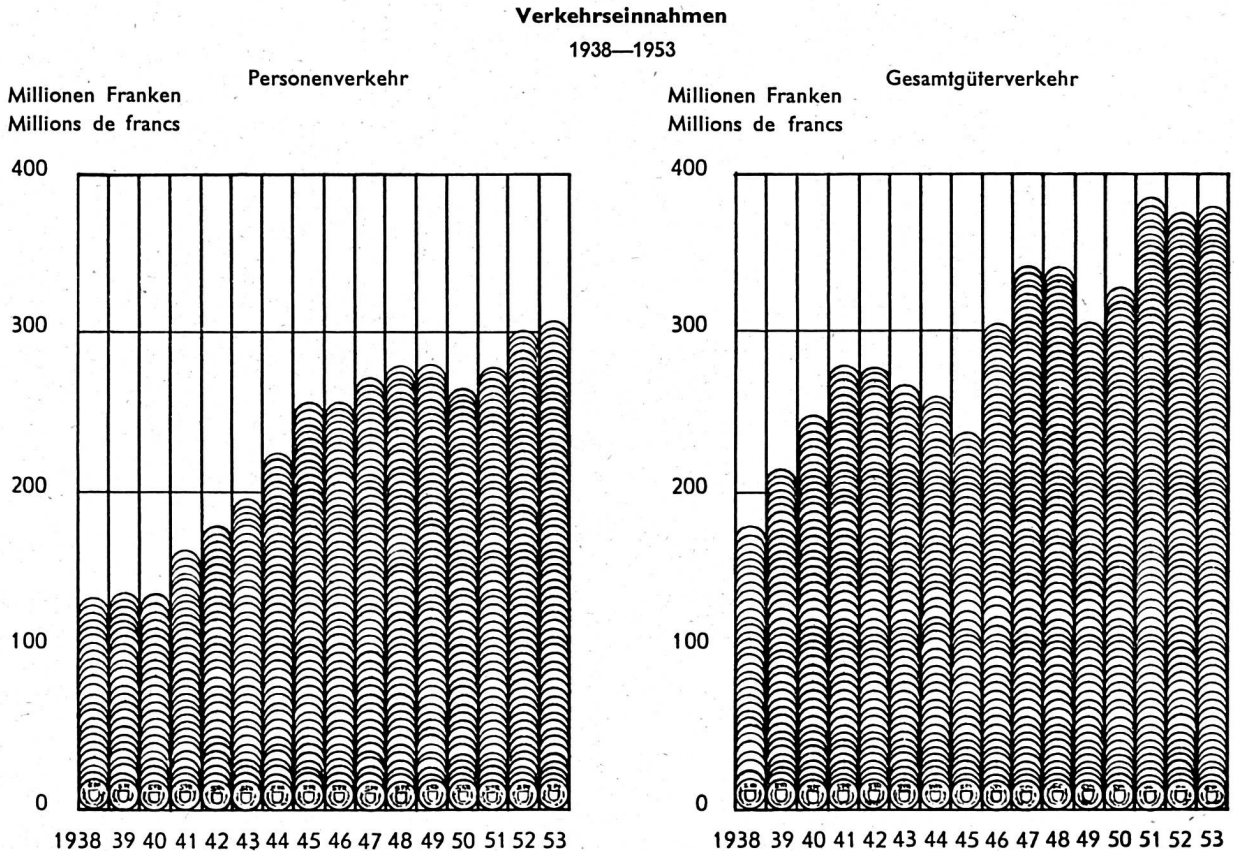 Verkehrseinnahmen
1938—1953
Personenverkehr
Millionen Franken
Millions de francs
400
300
200
100
0
1938 39 40 41 42 43 44 45 46 47 48 49 50 51 52 53
Gesamtgüterverkehr
Millionen Franken
Millions de francs
400
300
200
100
0
1938 39 40 41 42 43 44 45 46 47 48 49 50 51 52 53